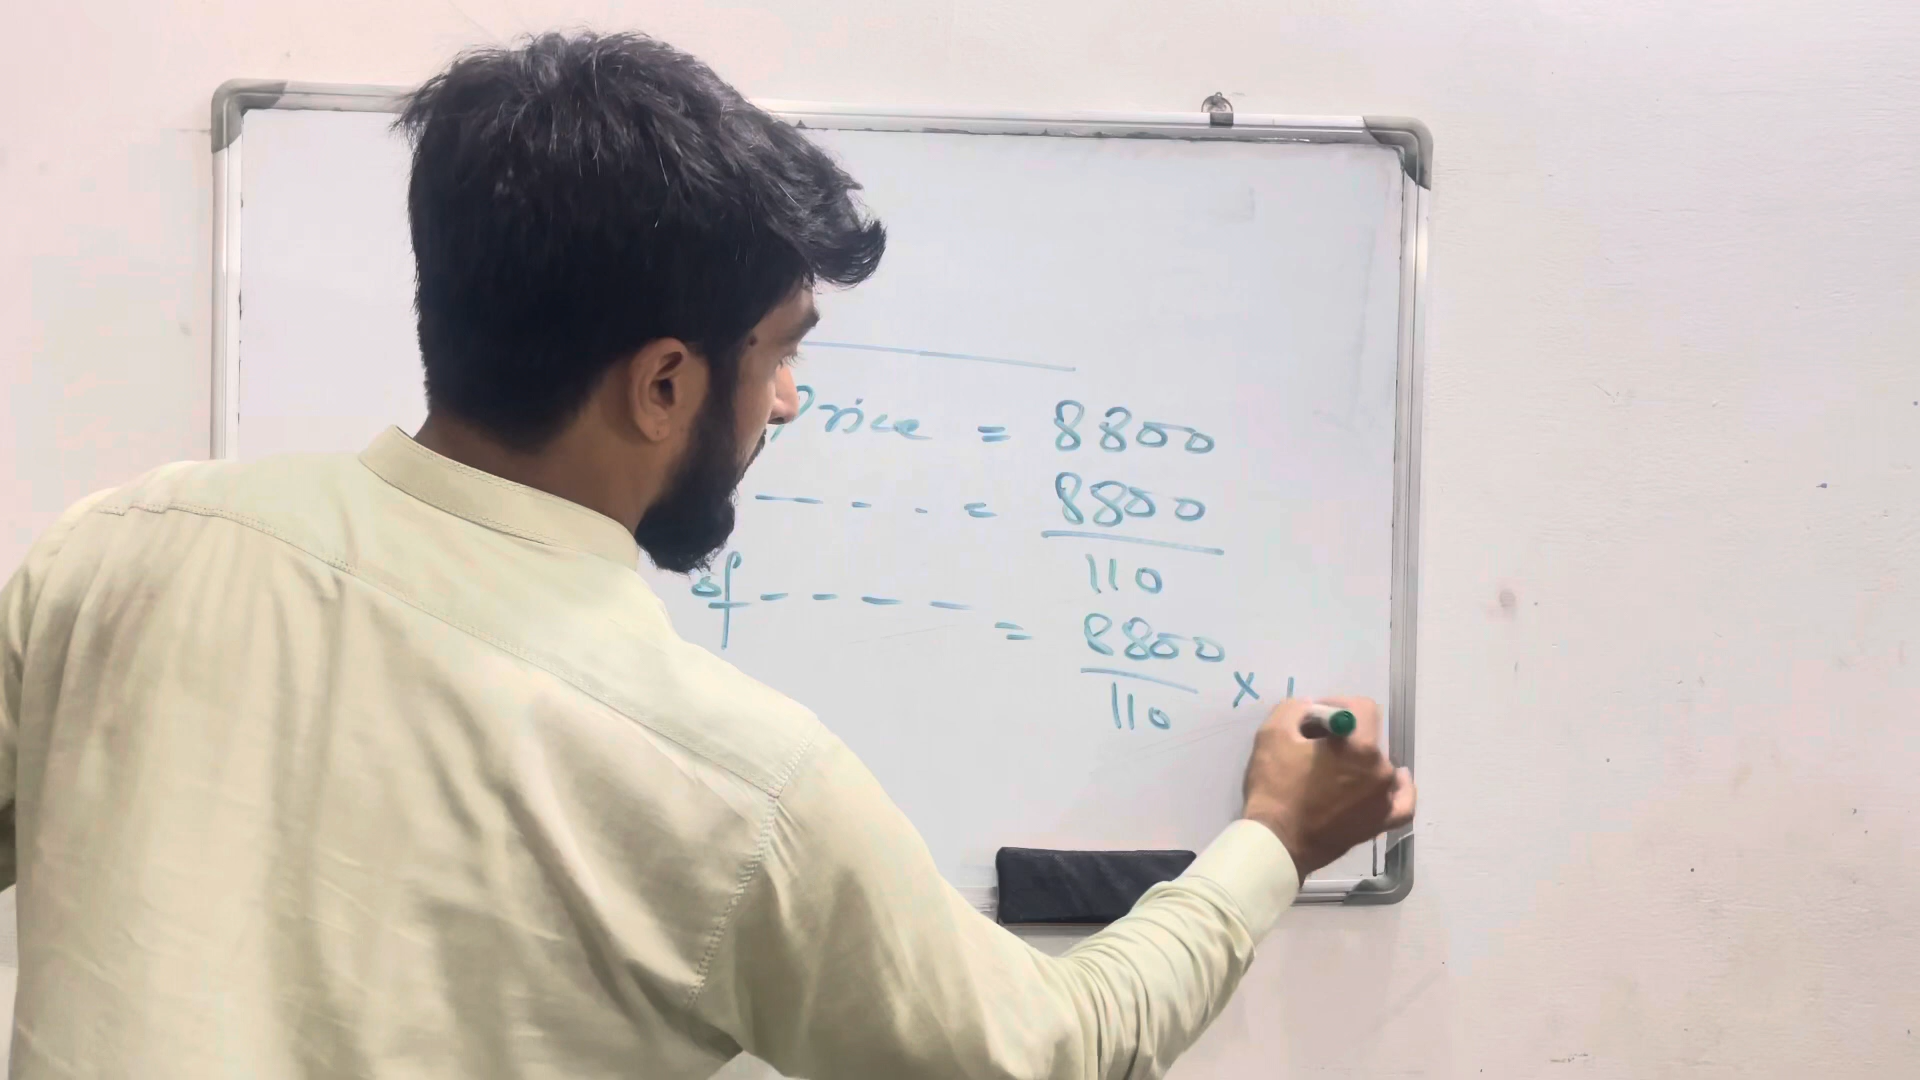 Price = 8800
— - . = 8800
110
of - - - - = 8800
110 × 1